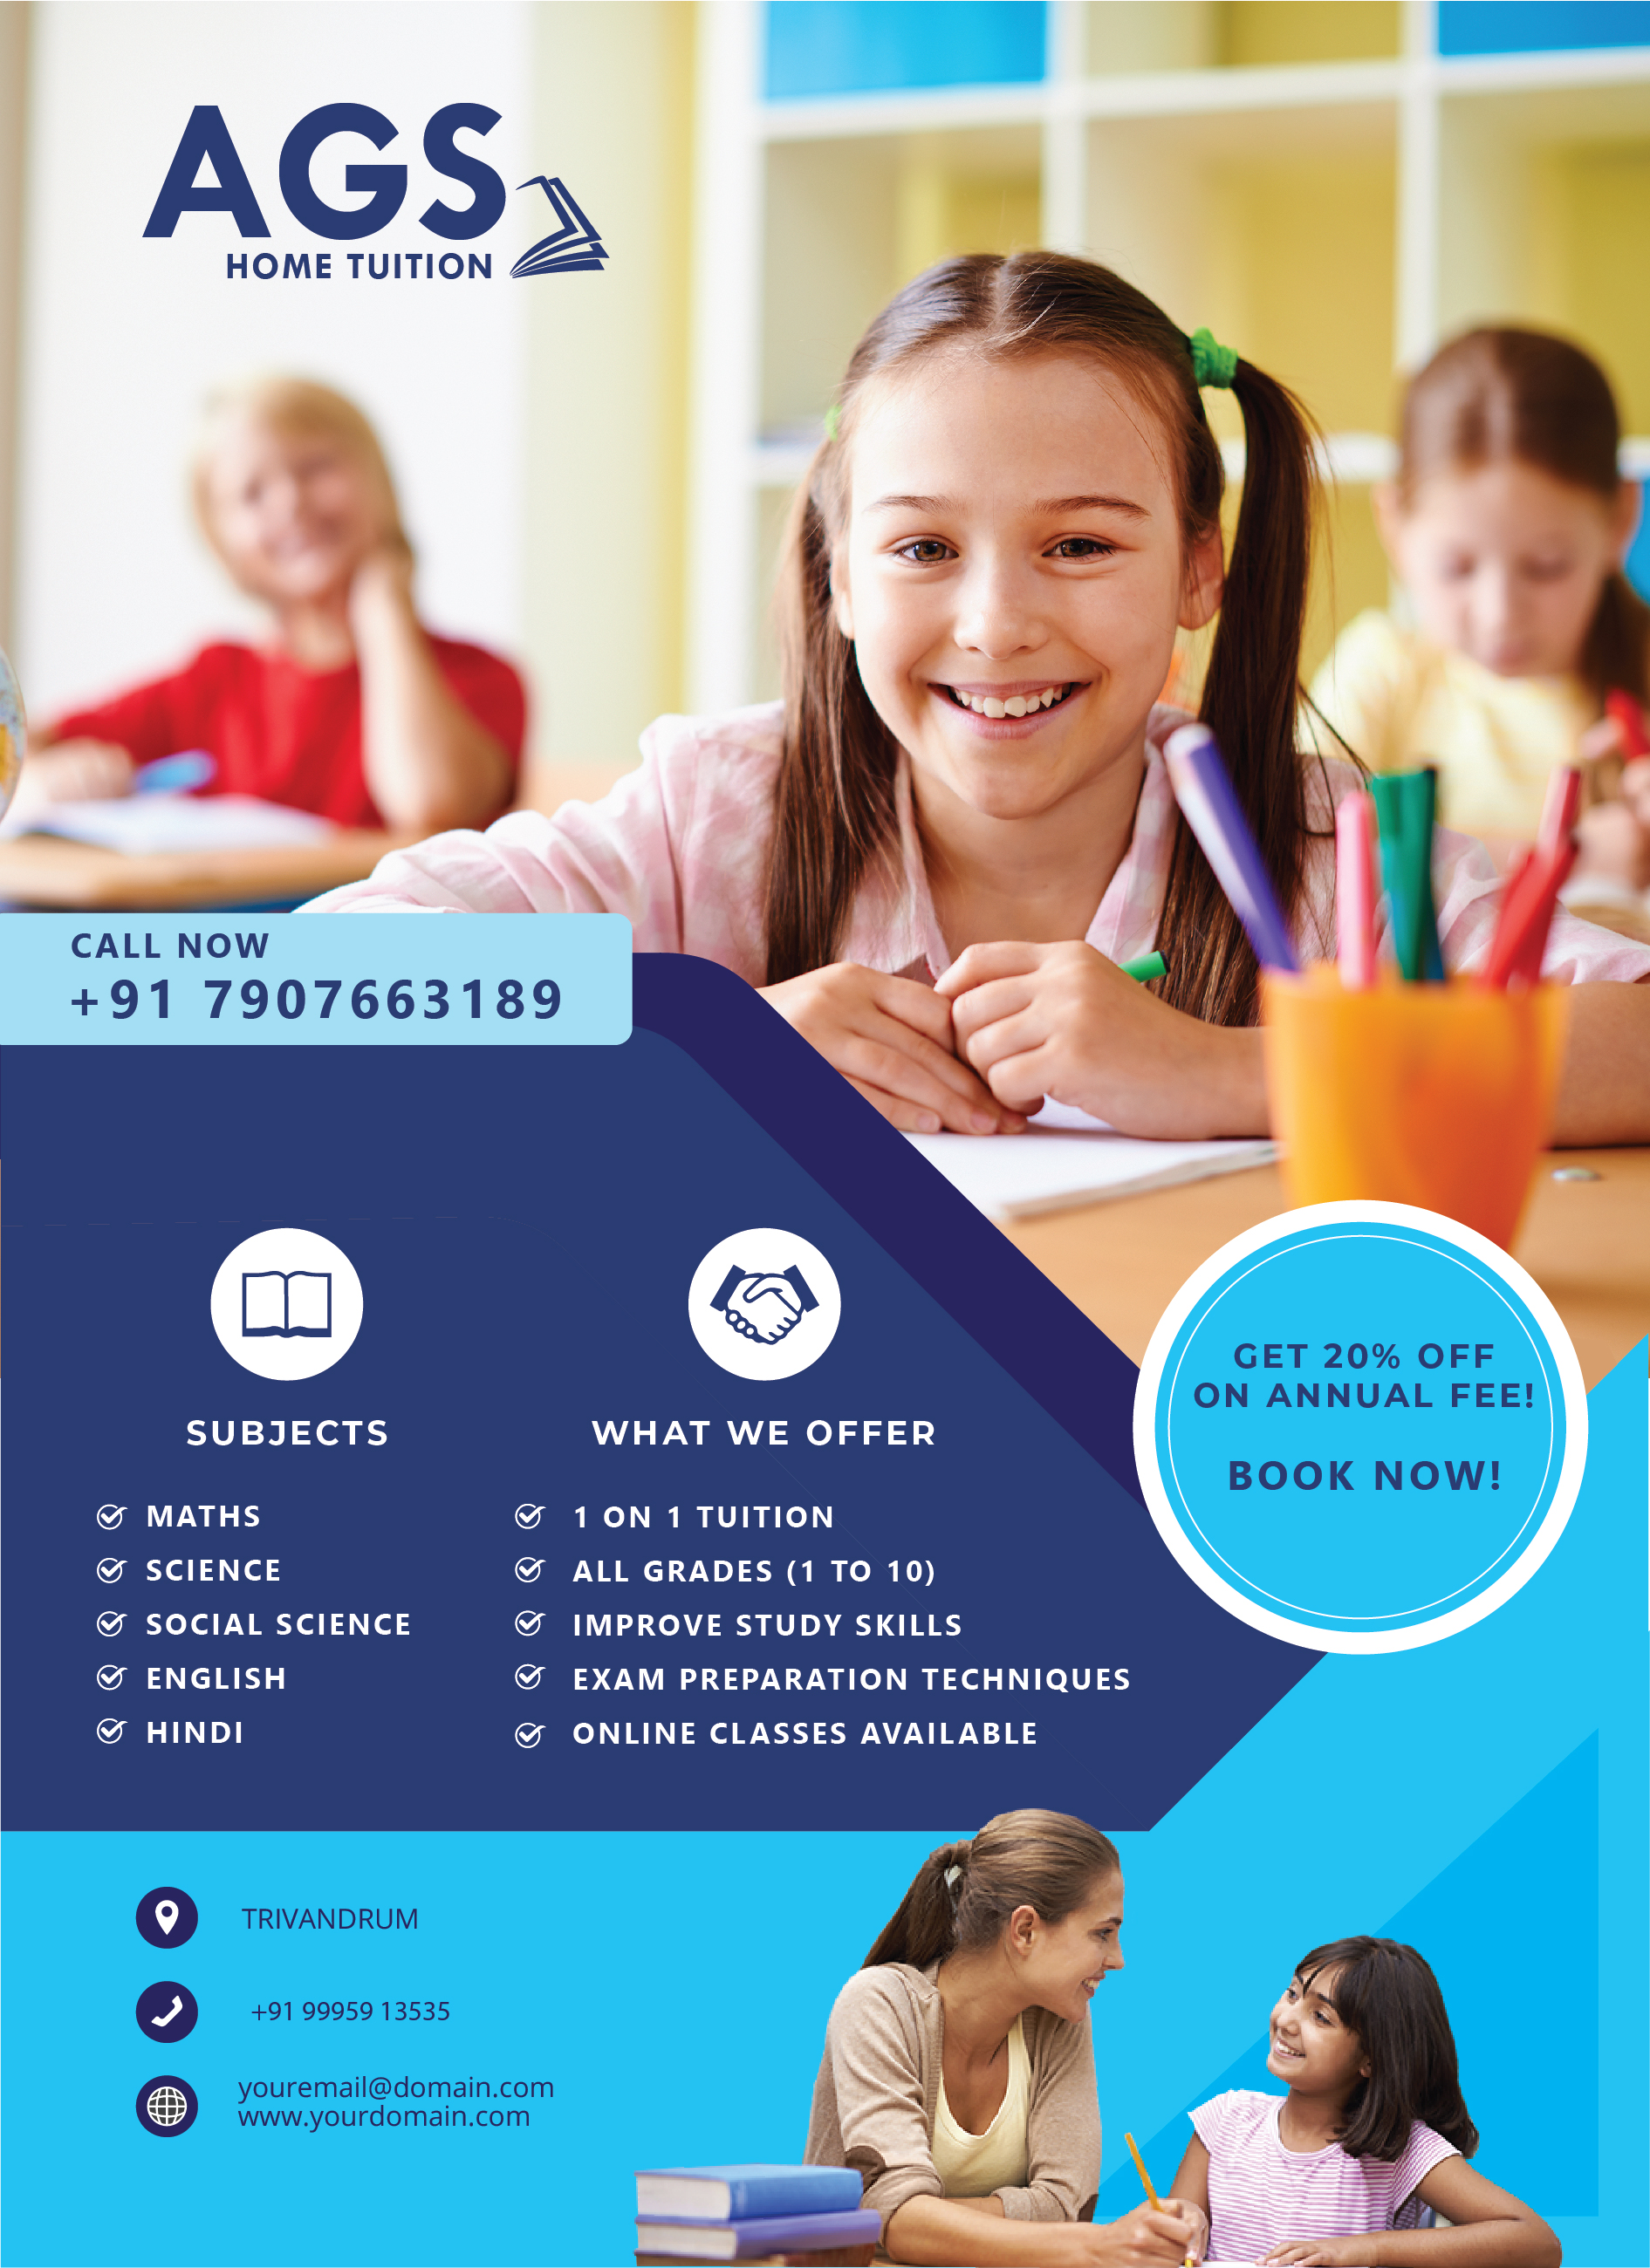 AGS
HOME TUITION
CALL NOW
+91 7907663189
SUBJECTS
MATHS
SCIENCE
SOCIAL SCIENCE
ENGLISH
HINDI
WHAT WE OFFER
1 ON 1 TUITION
ALL GRADES (1 TO 10)
IMPROVE STUDY SKILLS
EXAM PREPARATION TECHNIQUES
ONLINE CLASSES AVAILABLE
GET 20% OFF
ON ANNUAL FEE!
BOOK NOW!
TRIVANDRUM
+91 99959 13535
youremail@domain.com
www.yourdomain.com